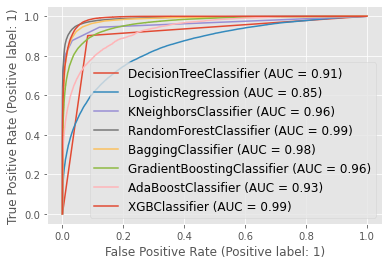 1.0
0.8
0.6
0.4
0.2
0.0
True Positive Rate (Positive label: 1)
DecisionTreeClassifier (AUC = 0.91)
LogisticRegression (AUC = 0.85)
KNeighborsClassifier (AUC = 0.96)
RandomForestClassifier (AUC = 0.99)
BaggingClassifier (AUC = 0.98)
GradientBoostingClassifier (AUC = 0.96)
AdaBoostClassifier (AUC = 0.93)
XGBClassifier (AUC = 0.99)
0.0 0.2 0.4 0.6 0.8 1.0
False Positive Rate (Positive label: 1)